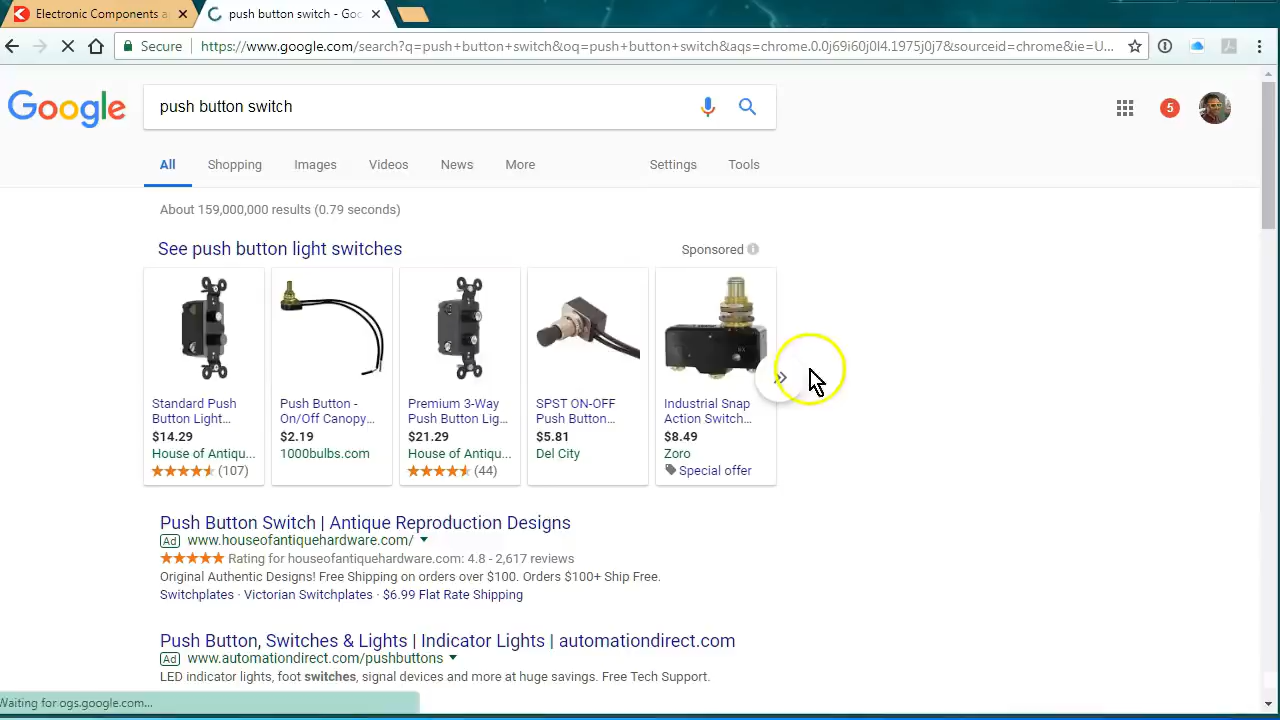 Electronic Components a
push button switch - Goo
Secure
https://www.google.com/search?q=push+button+switch&oq=push+button+swi​ch&aqs=chrome.0.0j69i60j0l4.1975j0j7&sourceid=chrome&ie=U...
Google
push button switch
5
All
Shopping
Images
Videos
News
More
Settings
Tools
About 159,000,000 results (0.79 seconds)
See push button light switches
Sponsored
Standard Push
Button Light...
$14.29
House of Antiqu...
(107)
Push Button -
On/Off Canopy...
$2.19
1000bulbs.com
Premium 3-Way
Push Button Lig...
$21.29
House of Antiqu...
(44)
SPST ON-OFF
Push Button...
$5.81
Del City
Industrial Snap
Action Switch...
$8.49
Zoro
Special offer
Push Button Switch | Antique Reproduction Designs
Ad www.houseofantiquehardware.com/
Rating for houseofantiquehardware.com: 4.8 - 2,617 reviews
Original Authentic Designs! Free Shipping on orders over $100. Orders $100+ Ship Free.
Switchplates · Victorian Switchplates · $6.99 Flat Rate Shipping
Push Button, Switches & Lights | Indicator Lights | automationdirect.com
Ad www.automationdirect.com/pushbuttons
LED indicator lights, foot switches, signal devices and more at huge savings. Free Tech Support.
Waiting for ogs.google.com...